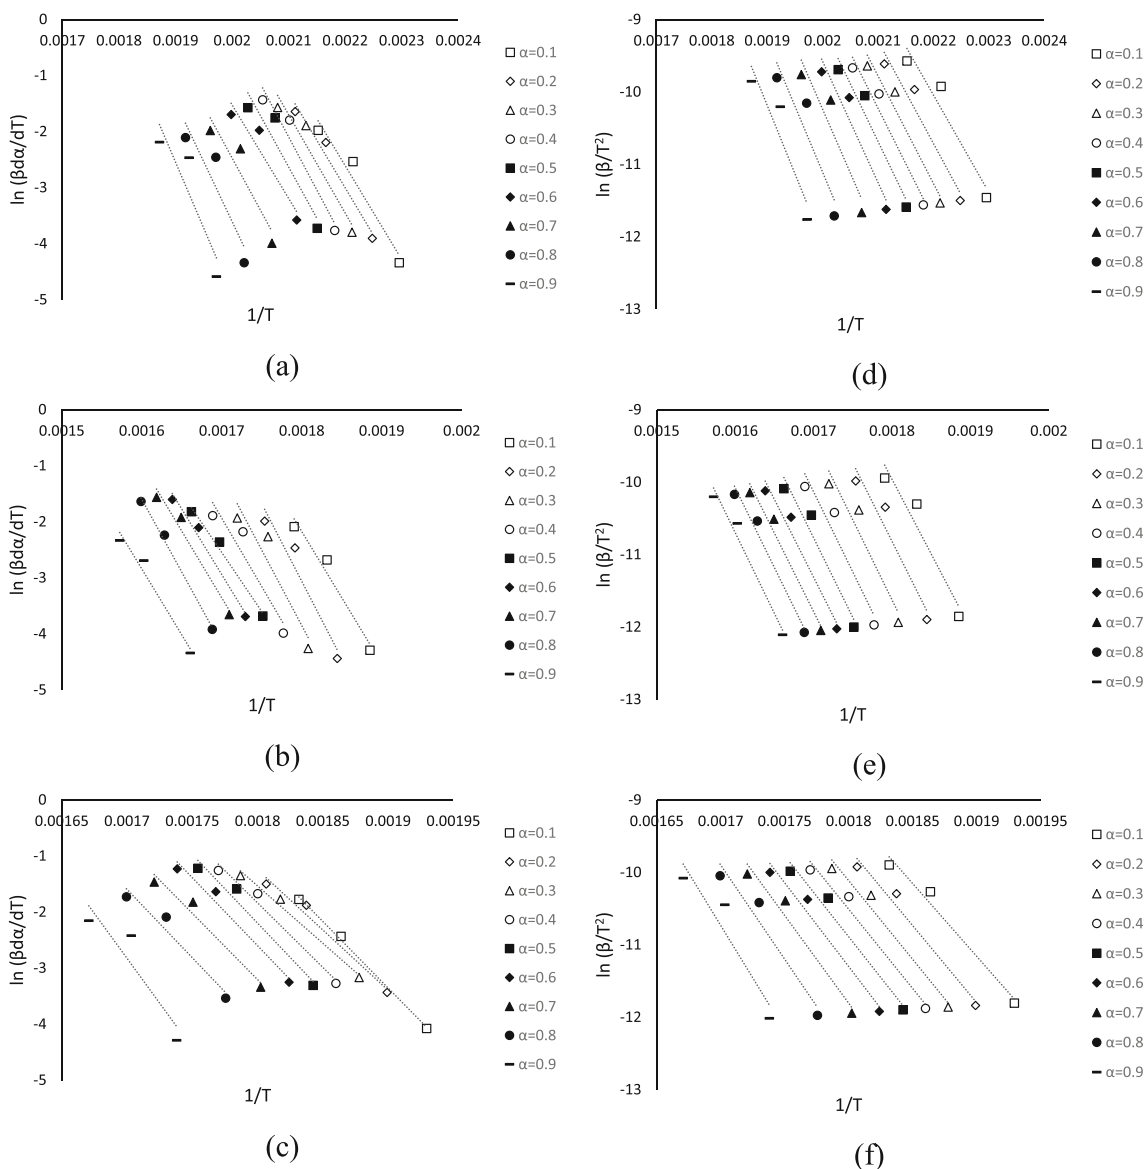 0
0.0017 0.0018 0.0019 0.002 0.0021 0.0022 0.0023 0.0024
-1
-2
-3
-4
-5
ln (βdα/dT)
1/T
α=0.1
α=0.2
α=0.3
α=0.4
α=0.5
α=0.6
α=0.7
α=0.8
α=0.9
(a)
-9
0.0017 0.0018 0.0019 0.002 0.0021 0.0022 0.0023 0.0024
-10
-11
-12
-13
ln (β/T²)
1/T
α=0.1
α=0.2
α=0.3
α=0.4
α=0.5
α=0.6
α=0.7
α=0.8
α=0.9
(d)
0
0.0015 0.0016 0.0017 0.0018 0.0019 0.002
-1
-2
-3
-4
-5
ln (βdα/dT)
1/T
α=0.1
α=0.2
α=0.3
α=0.4
α=0.5
α=0.6
α=0.7
α=0.8
α=0.9
(b)
-9
0.0015 0.0016 0.0017 0.0018 0.0019 0.002
-10
-11
-12
-13
ln (β/T²)
1/T
α=0.1
α=0.2
α=0.3
α=0.4
α=0.5
α=0.6
α=0.7
α=0.8
α=0.9
(e)
0
0.00165 0.0017 0.00175 0.0018 0.00185 0.0019 0.00195
-1
-2
-3
-4
-5
ln (βdα/dT)
1/T
α=0.1
α=0.2
α=0.3
α=0.4
α=0.5
α=0.6
α=0.7
α=0.8
α=0.9
(c)
-9
0.00165 0.0017 0.00175 0.0018 0.00185 0.0019 0.00195
-10
-11
-12
-13
ln (β/T²)
1/T
α=0.1
α=0.2
α=0.3
α=0.4
α=0.5
α=0.6
α=0.7
α=0.8
α=0.9
(f)